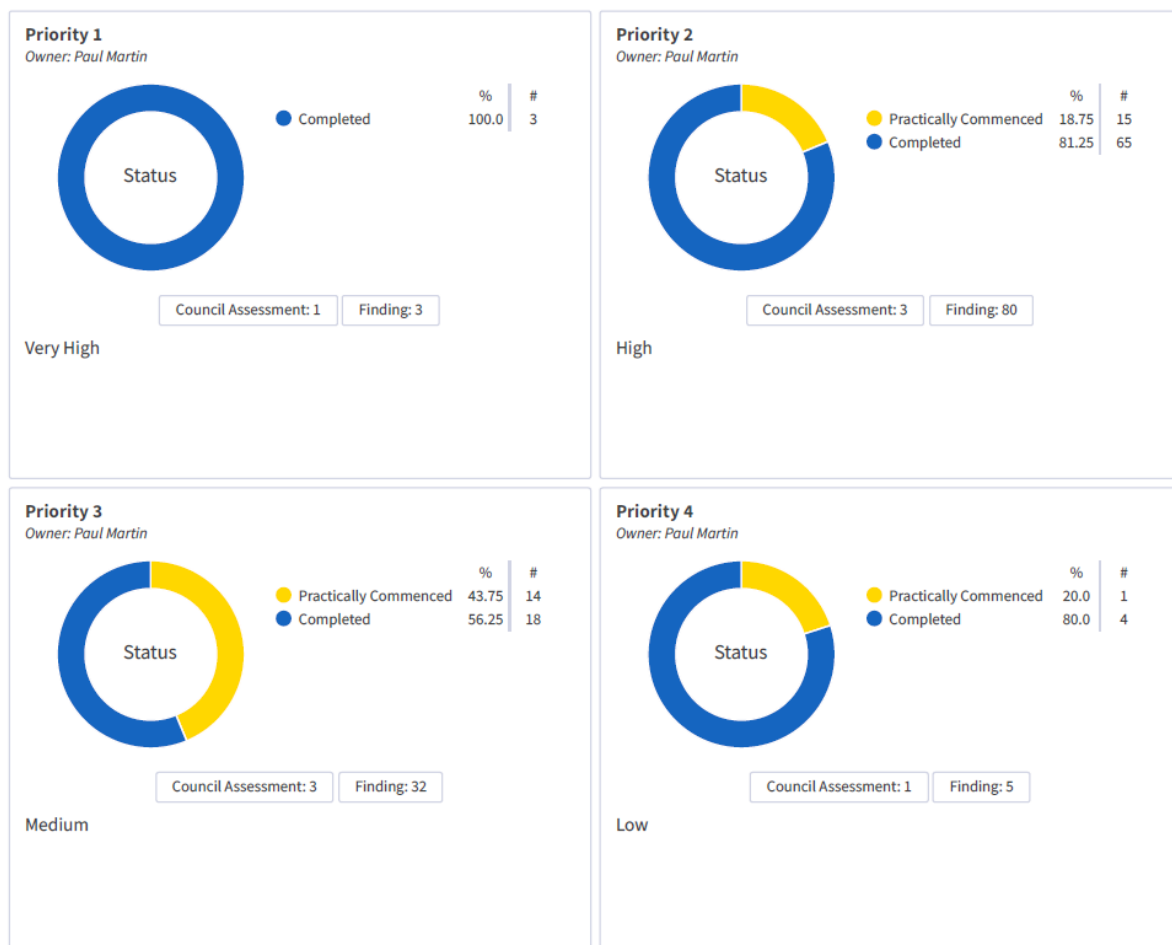 Priority 1
Owner: Paul Martin
% #
Completed 100.0 3
Status
Council Assessment: 1 Finding: 3
Very High
Priority 2
Owner: Paul Martin
% #
Practically Commenced 18.75 15
Completed 81.25 65
Status
Council Assessment: 3 Finding: 80
High
Priority 3
Owner: Paul Martin
% #
Practically Commenced 43.75 14
Completed 56.25 18
Status
Council Assessment: 3 Finding: 32
Medium
Priority 4
Owner: Paul Martin
% #
Practically Commenced 20.0 1
Completed 80.0 4
Status
Council Assessment: 1 Finding: 5
Low